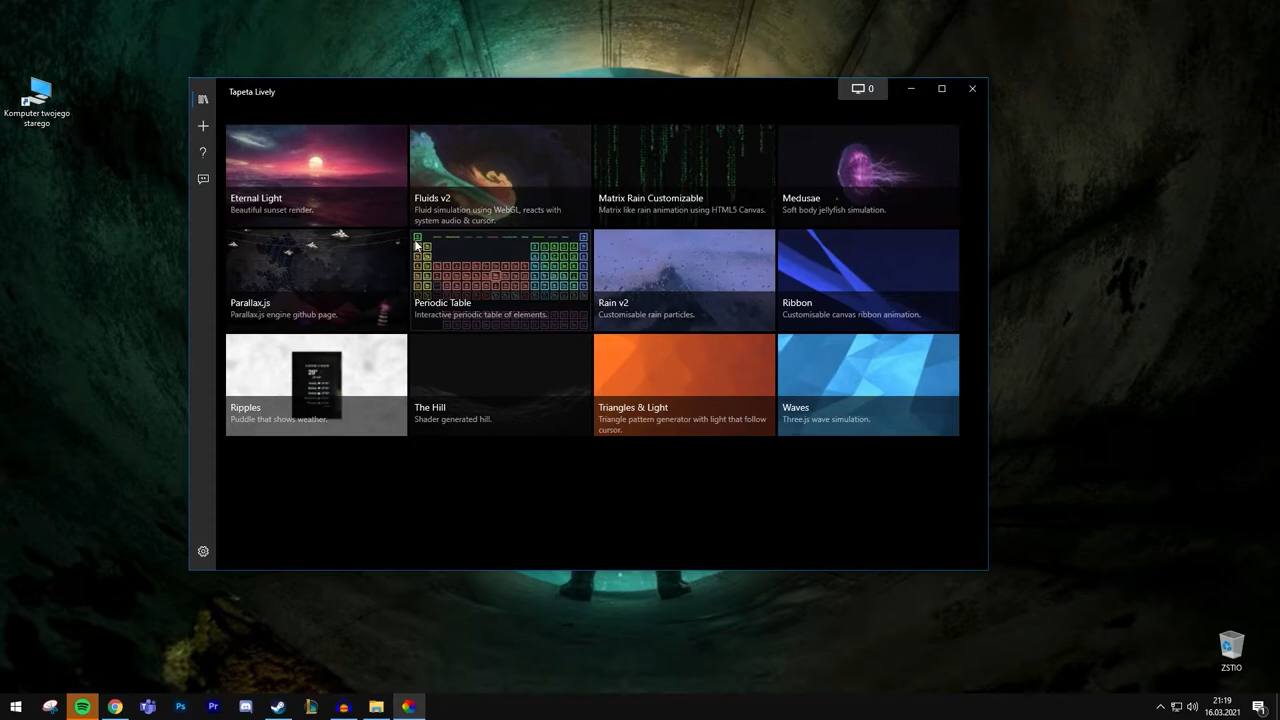 Komputer twojego
starego
Tapeta Lively
0
Eternal Light
Beautiful sunset render.
Fluids v2
Fluid simulation using WebGL, reacts with
system audio & cursor.
Matrix Rain Customizable
Matrix like rain animation using HTML5 Canvas.
Medusae
Soft body jellyfish simulation.
Parallax.js
Parallax.js engine github page.
Periodic Table
Interactive periodic table of elements.
Rain v2
Customisable rain particles.
Ribbon
Customisable canvas ribbon animation.
29°
Ripples
Puddle that shows weather.
The Hill
Shader generated hill.
Triangles & Light
Triangle pattern generator with light that follow
cursor.
Waves
Three.js wave simulation.
ZSTIO
Ps
Pr
21:19
16.03.2021
1